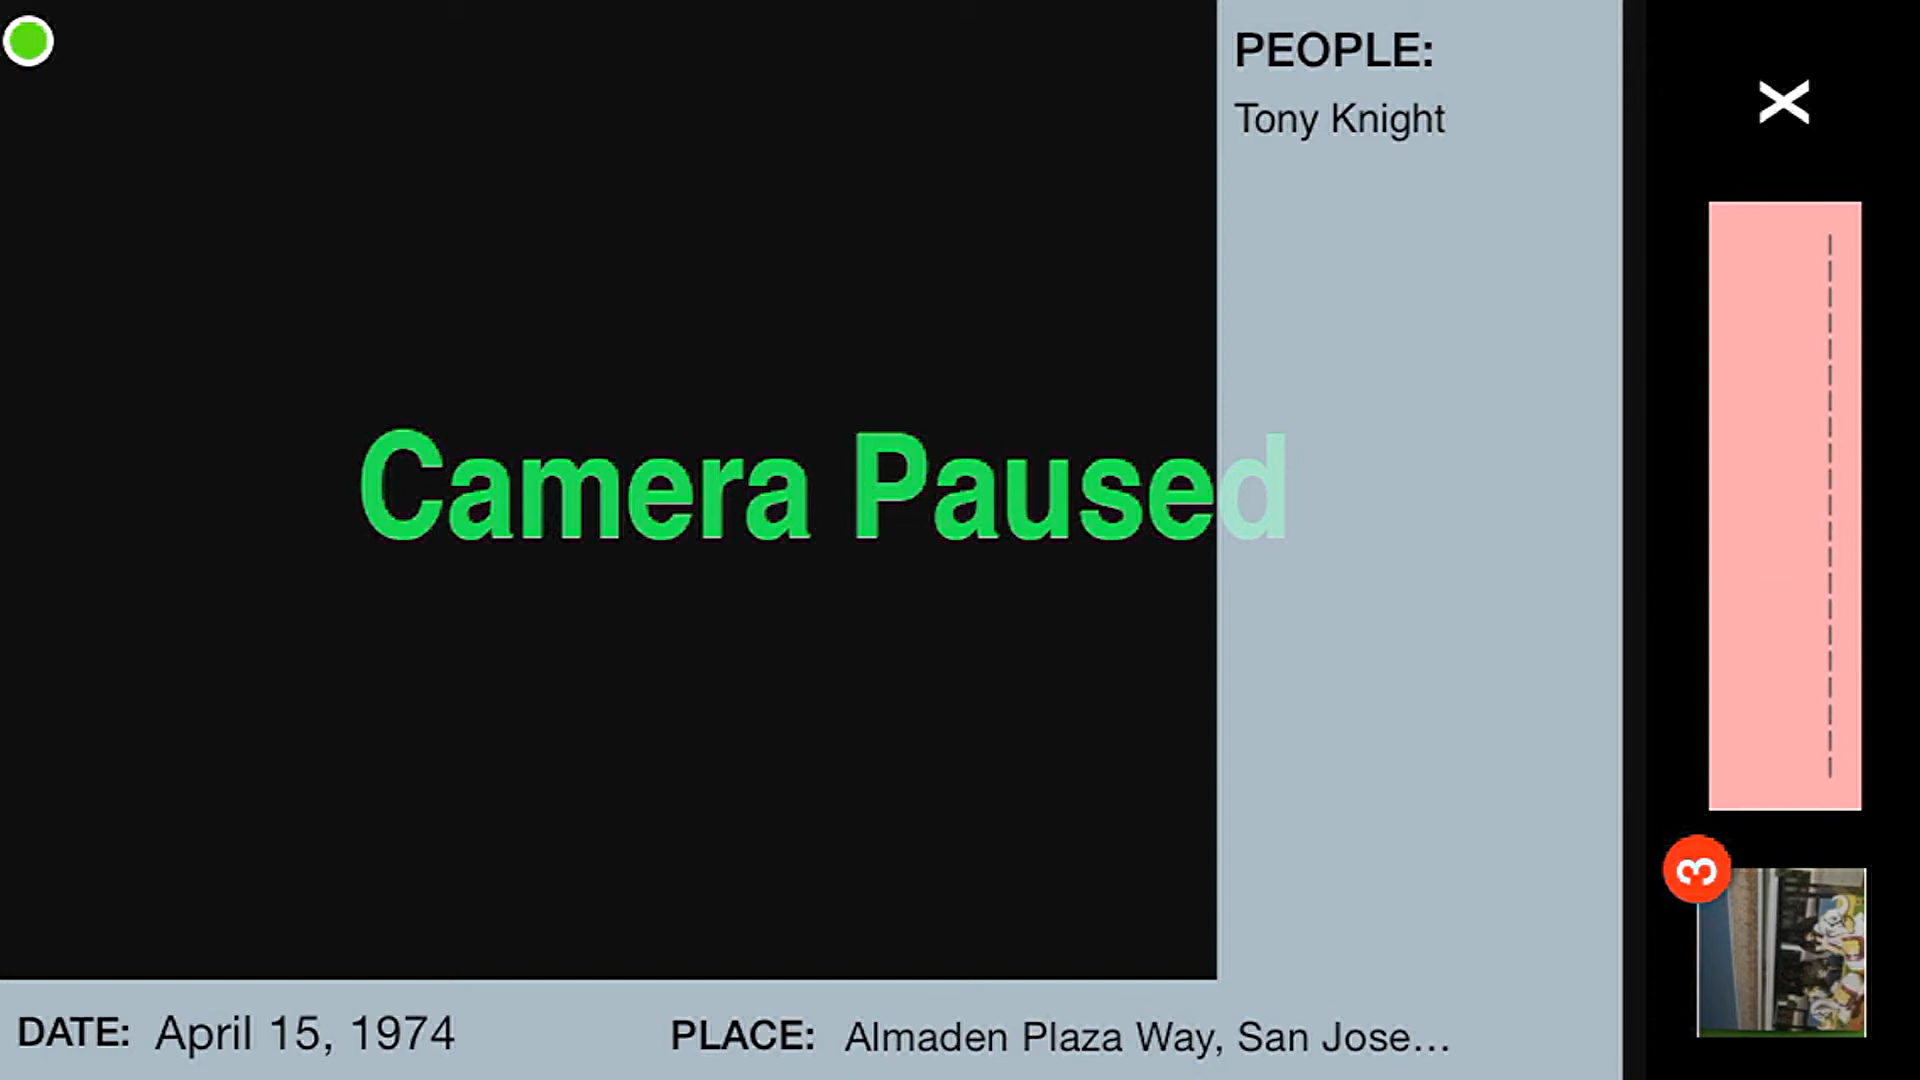 PEOPLE:
Tony Knight
X
Camera Paused
3
DATE: April 15, 1974
PLACE: Almaden Plaza Way, San Jose...